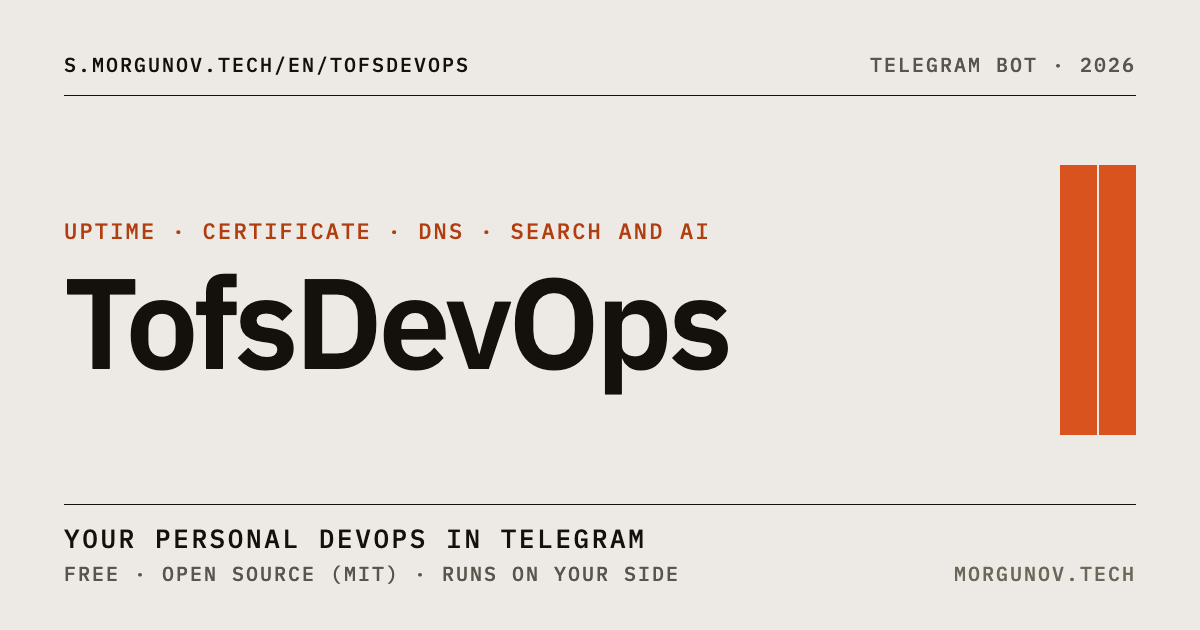 S.MORGUNOV.TECH/EN/TOFSDEVOPS
TELEGRAM BOT · 2026
UPTIME · CERTIFICATE · DNS · SEARCH AND AI
TofsDevOps
YOUR PERSONAL DEVOPS IN TELEGRAM
FREE · OPEN SOURCE (MIT) · RUNS ON YOUR SIDE
MORGUNOV.TECH